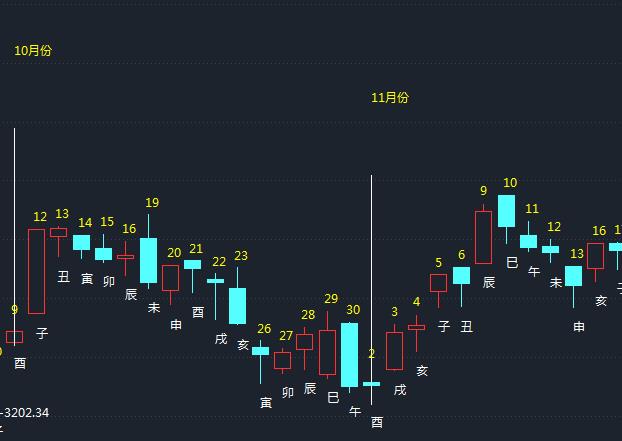 10月份
11月份
9
12
13
14
15
16
19
20
21
22
23
26
27
28
29
30
2
3
4
5
6
9
10
11
12
13
16
酉
子
丑
寅
卯
辰
未
申
酉
戌
亥
寅
卯
辰
巳
午
酉
戌
亥
子
丑
辰
巳
午
未
申
亥
-3202.34